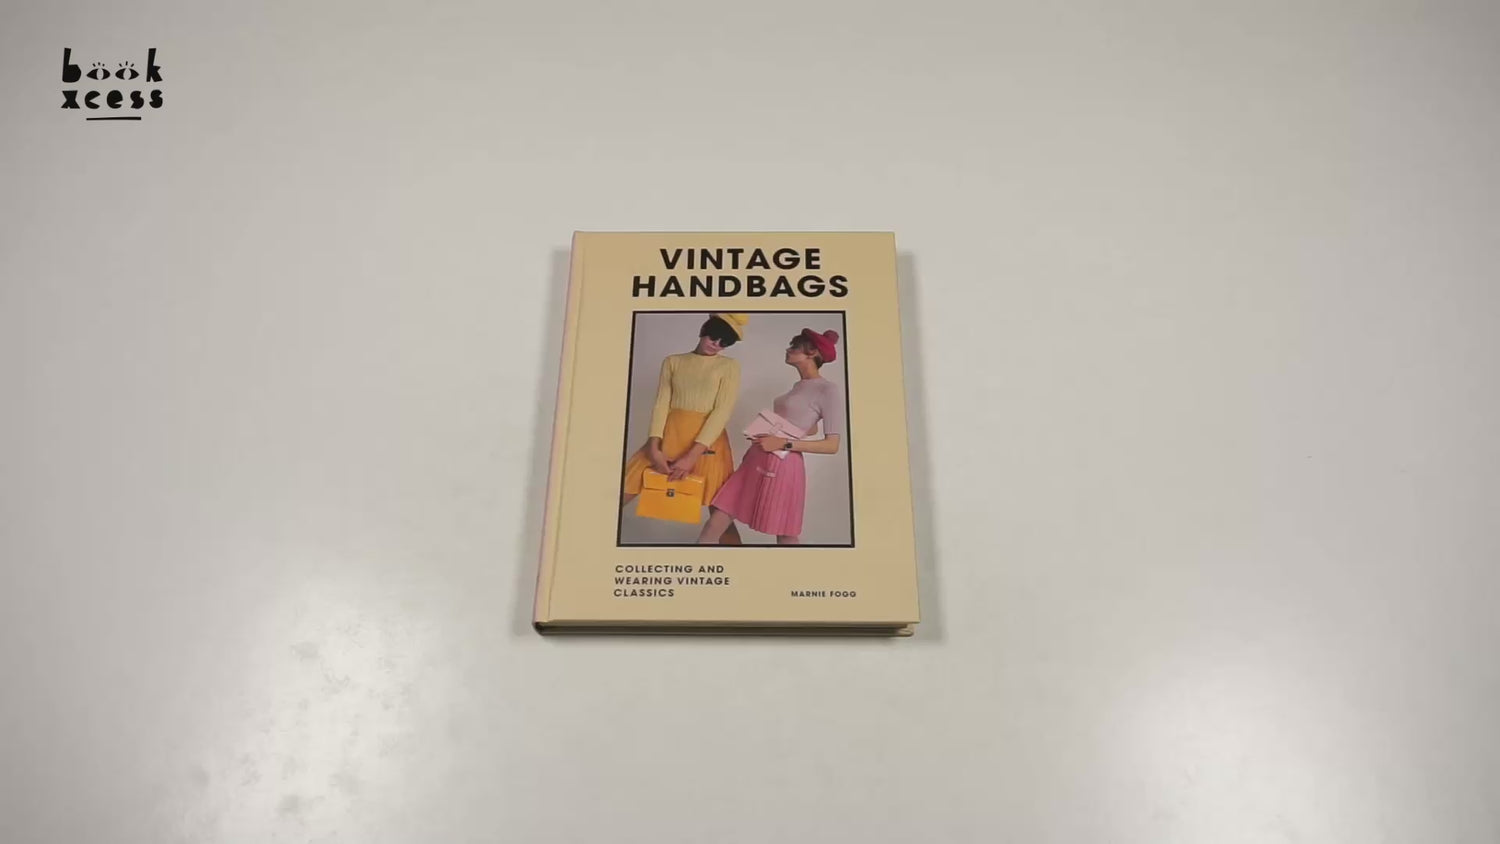 book
xcess
VINTAGE
HANDBAGS
COLLECTING AND
WEARING VINTAGE
CLASSICS
MARNIE FOGG